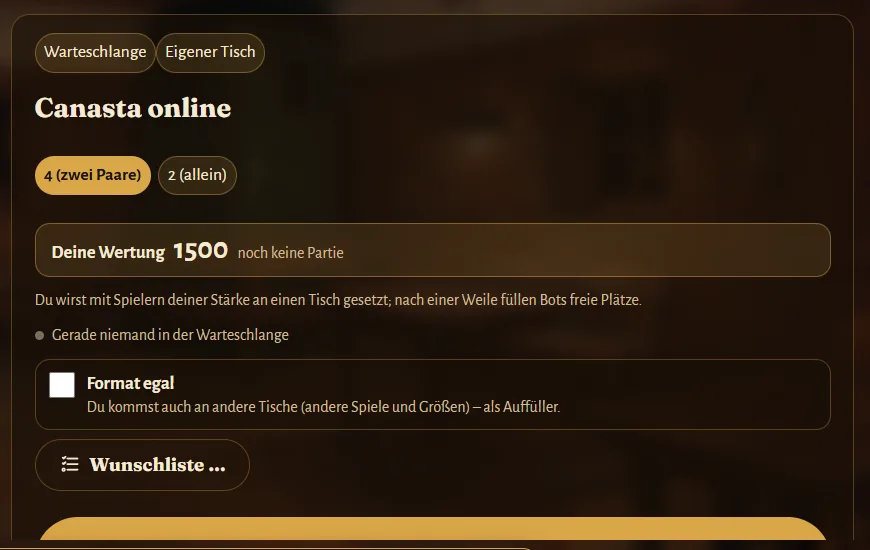 Warteschlange Eigener Tisch
Canasta online
4 (zwei Paare) 2 (allein)
Deine Wertung 1500 noch keine Partie
Du wirst mit Spielern deiner Stärke an einen Tisch gesetzt; nach einer Weile füllen Bots freie Plätze.
Gerade niemand in der Warteschlange
Format egal
Du kommst auch an andere Tische (andere Spiele und Größen) – als Auffüller.
Wunschliste ...